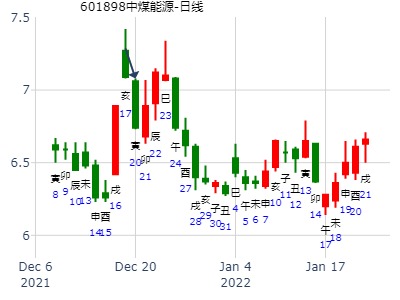 601898中煤能源-日线
7.5
7
6.5
6
寅
8
卯
9
辰
10
未
13
申
14
酉
15
戌
16
亥
17
寅
20
卯
21
辰
22
巳
23
午
24
酉
27
戌
28
亥
29
子
30
丑
31
巳
4
午
5
未
6
申
7
亥
10
子
11
丑
12
寅
13
卯
14
午
17
未
18
申
19
酉
20
戌
21
Dec 6
2021
Dec 20
Jan 4
2022
Jan 17